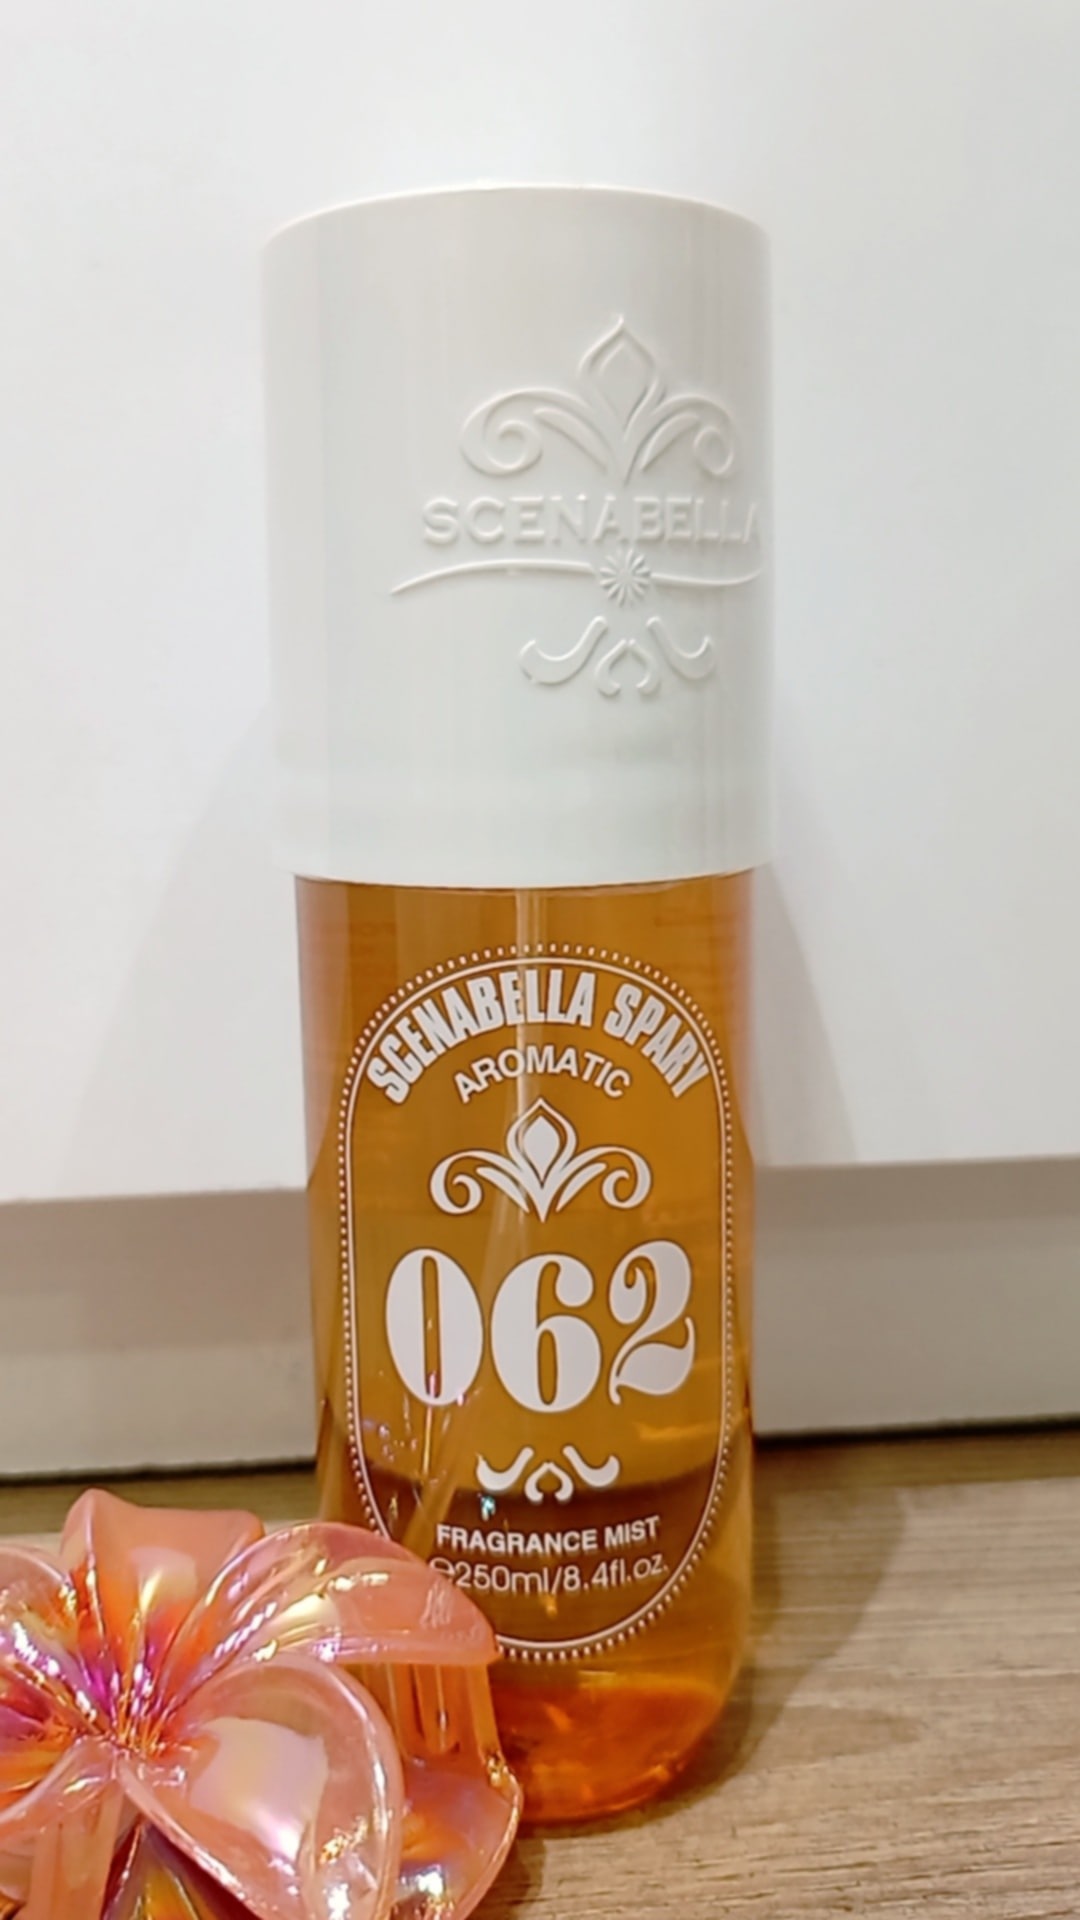 SCENABELLA
SCENABELLA SPARY
AROMATIC
062
FRAGRANCE MIST
℮250ml/8.4fl.oz.